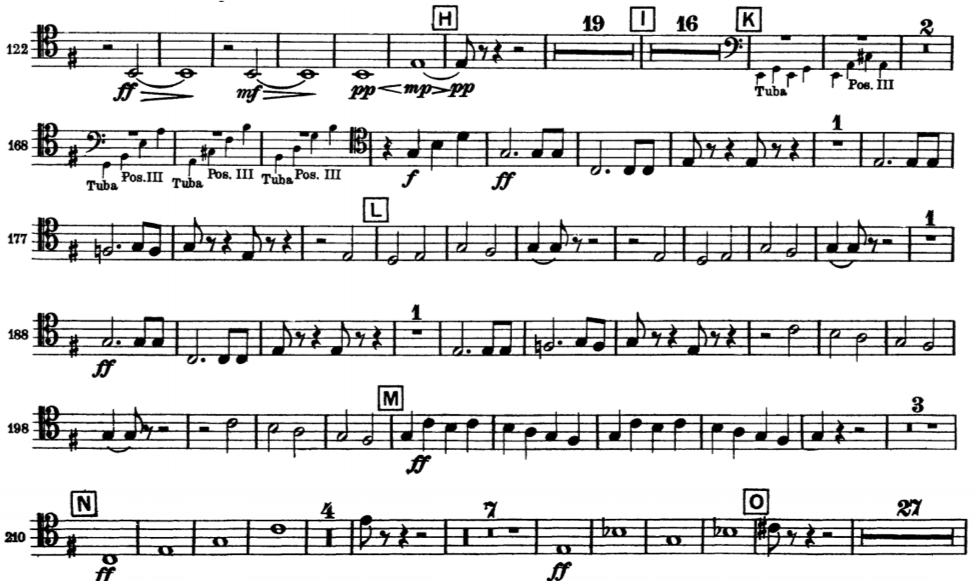 H 19 I 16 K 2
122
ff mf pp mp pp Tuba Pos. III
1
168
Tuba Pos. III Tuba Pos. III Tuba Pos. III f ff
L 1
177
1
188
ff
M 3
198
ff
N 4 7 O 27
210
ff ff